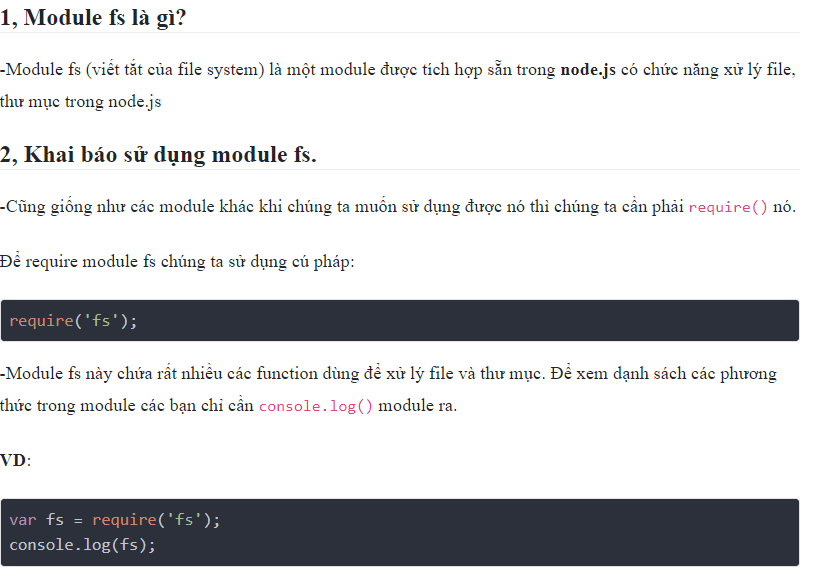 1, Module fs là gì?
-Module fs (viết tắt của file system) là một module được tích hợp sẵn trong node.js có chức năng xử lý file,
thư mục trong node.js
2, Khai báo sử dụng module fs.
-Cũng giống như các module khác khi chúng ta muốn sử dụng được nó thì chúng ta cần phải require() nó.
Để require module fs chúng ta sử dụng cú pháp:
require('fs');
-Module fs này chứa rất nhiều các function dùng để xử lý file và thư mục. Để xem dạnh sách các phương
thức trong module các bạn chỉ cần console.log() module ra.
VD:
var fs = require('fs');
console.log(fs);